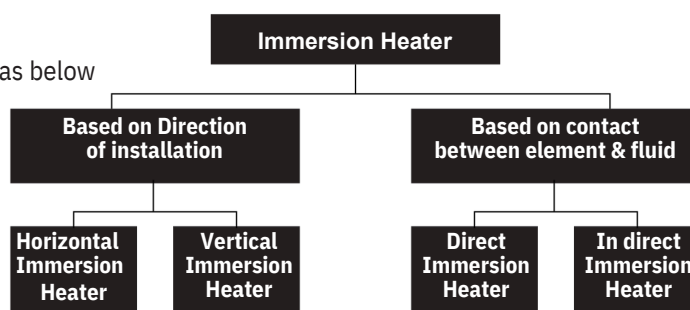 Immersion Heater
as below
Based on Direction
of installation
Based on contact
between element & fluid
Horizontal
Immersion
Heater
Vertical
Immersion
Heater
Direct
Immersion
Heater
In direct
Immersion
Heater